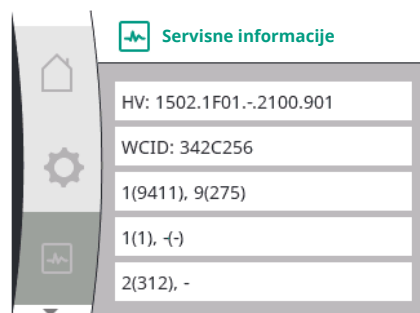 Servisne informacije
HV: 1502.1F01.-.2100.901
WCID: 342C256
1(9411), 9(275)
1(1), -(-)
2(312), -